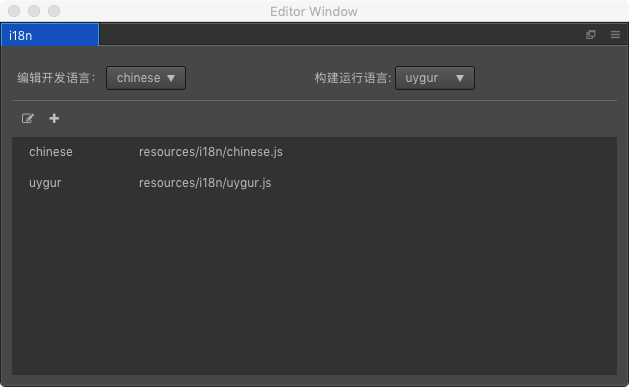 Editor Window
i18n
编辑开发语言： chinese 构建运行语言: uygur
chinese resources/i18n/chinese.js
uygur resources/i18n/uygur.js